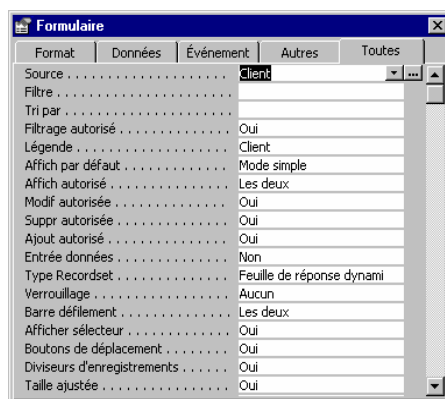 Formulaire
Format Données Événement Autres Toutes
Source . . . . . . . . . . . . . . . . . . . . . Client
Filtre . . . . . . . . . . . . . . . . . . . . . .
Tri par . . . . . . . . . . . . . . . . . . . . .
Filtrage autorisé . . . . . . . . . . . . . . Oui
Légende . . . . . . . . . . . . . . . . . . . Client
Affich par défaut . . . . . . . . . . . . . Mode simple
Affich autorisé . . . . . . . . . . . . . . . Les deux
Modif autorisée . . . . . . . . . . . . . . Oui
Suppr autorisée . . . . . . . . . . . . . . Oui
Ajout autorisé . . . . . . . . . . . . . . . Oui
Entrée données . . . . . . . . . . . . . . Non
Type Recordset . . . . . . . . . . . . . . Feuille de réponse dynami
Verrouillage . . . . . . . . . . . . . . . . . Aucun
Barre défilement . . . . . . . . . . . . . Les deux
Afficher sélecteur . . . . . . . . . . . . Oui
Boutons de déplacement . . . . . . . . Oui
Diviseurs d'enregistrements . . . . . . Oui
Taille ajustée . . . . . . . . . . . . . . . . Oui